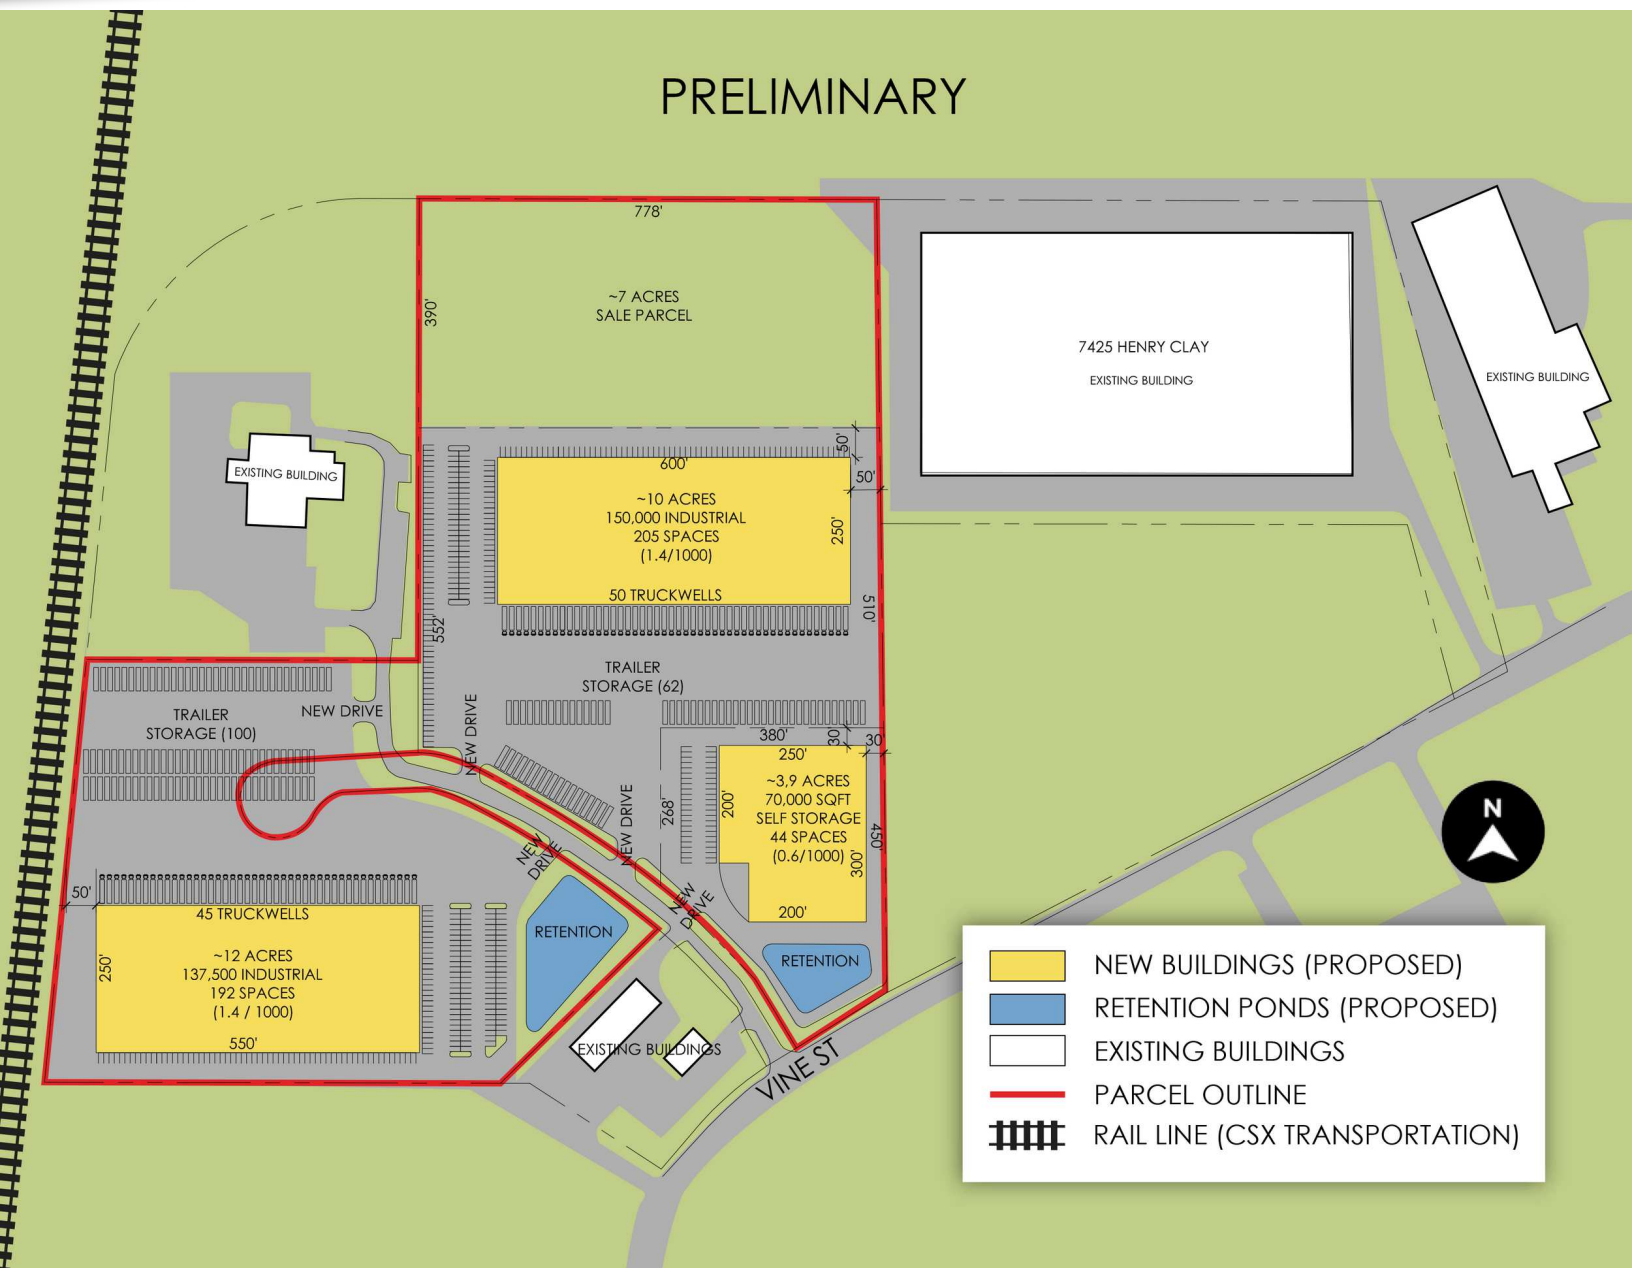 PRELIMINARY
778'
390'
~7 ACRES
SALE PARCEL
7425 HENRY CLAY
EXISTING BUILDING
EXISTING BUILDING
EXISTING BUILDING
50'
600'
50'
~10 ACRES
150,000 INDUSTRIAL
205 SPACES
(1.4/1000)
250'
50 TRUCKWELLS
510'
552'
TRAILER
STORAGE (62)
TRAILER
STORAGE (100)
NEW DRIVE
NEW DRIVE
380'
30'
30'
250'
~3,9 ACRES
70,000 SQFT
SELF STORAGE
44 SPACES
(0.6/1000)
200'
268'
300'
450'
200'
NEW DRIVE
NEW
DRIVE
NEW
DRIVE
50'
45 TRUCKWELLS
~12 ACRES
137,500 INDUSTRIAL
192 SPACES
(1.4 / 1000)
250'
550'
RETENTION
RETENTION
EXISTING BUILDINGS
VINE ST
N
NEW BUILDINGS (PROPOSED)
RETENTION PONDS (PROPOSED)
EXISTING BUILDINGS
PARCEL OUTLINE
RAIL LINE (CSX TRANSPORTATION)